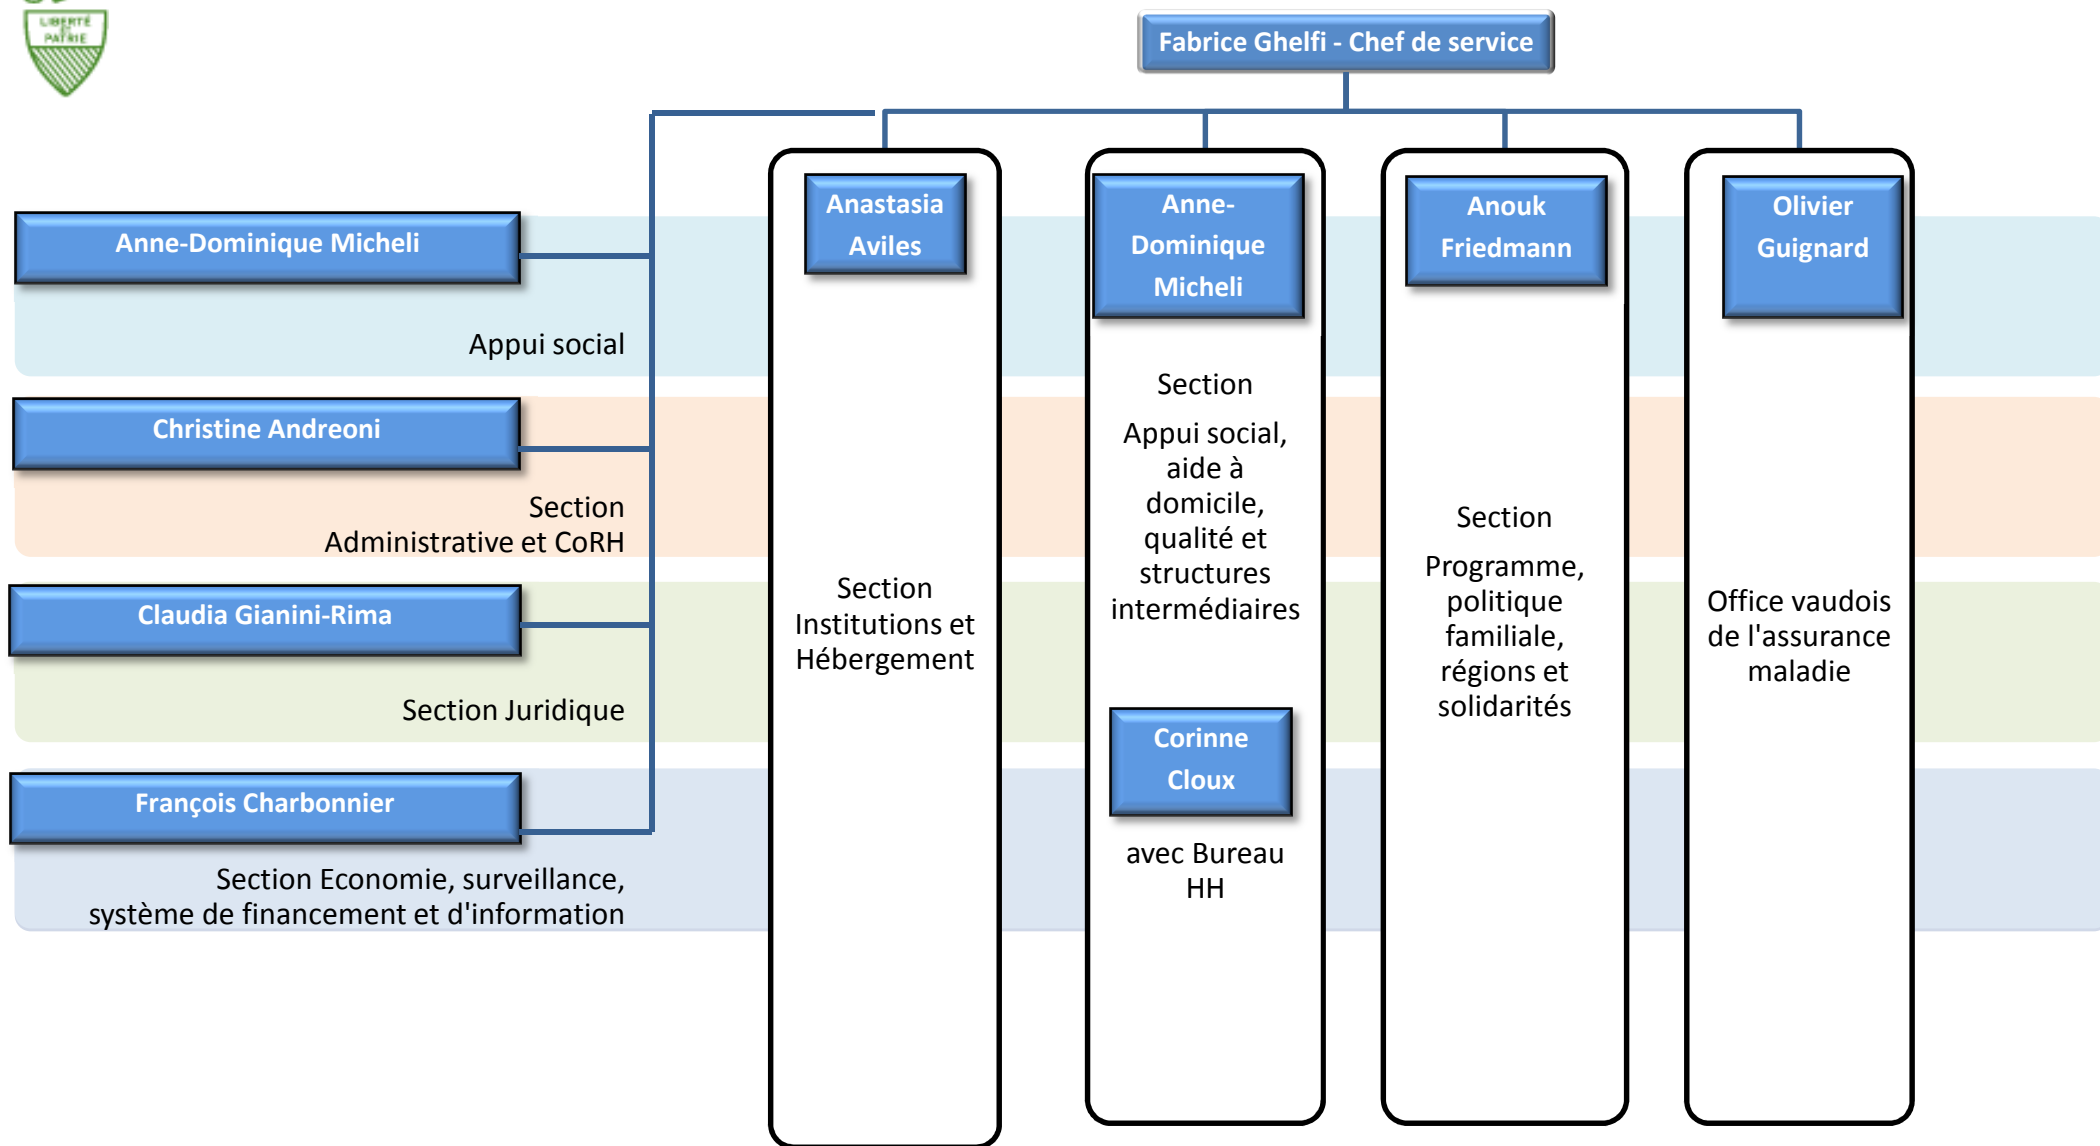 LIBERTÉ
ET
PATRIE
Fabrice Ghelfi - Chef de service
Anne-Dominique Micheli
Appui social
Christine Andreoni
Section
Administrative et CoRH
Claudia Gianini-Rima
Section Juridique
François Charbonnier
Section Economie, surveillance,
système de financement et d'information
Anastasia
Aviles
Section
Institutions et
Hébergement
Anne-
Dominique
Micheli
Section
Appui social,
aide à
domicile,
qualité et
structures
intermédiaires
Corinne
Cloux
avec Bureau
HH
Anouk
Friedmann
Section
Programme,
politique
familiale,
régions et
solidarités
Olivier
Guignard
Office vaudois
de l'assurance
maladie